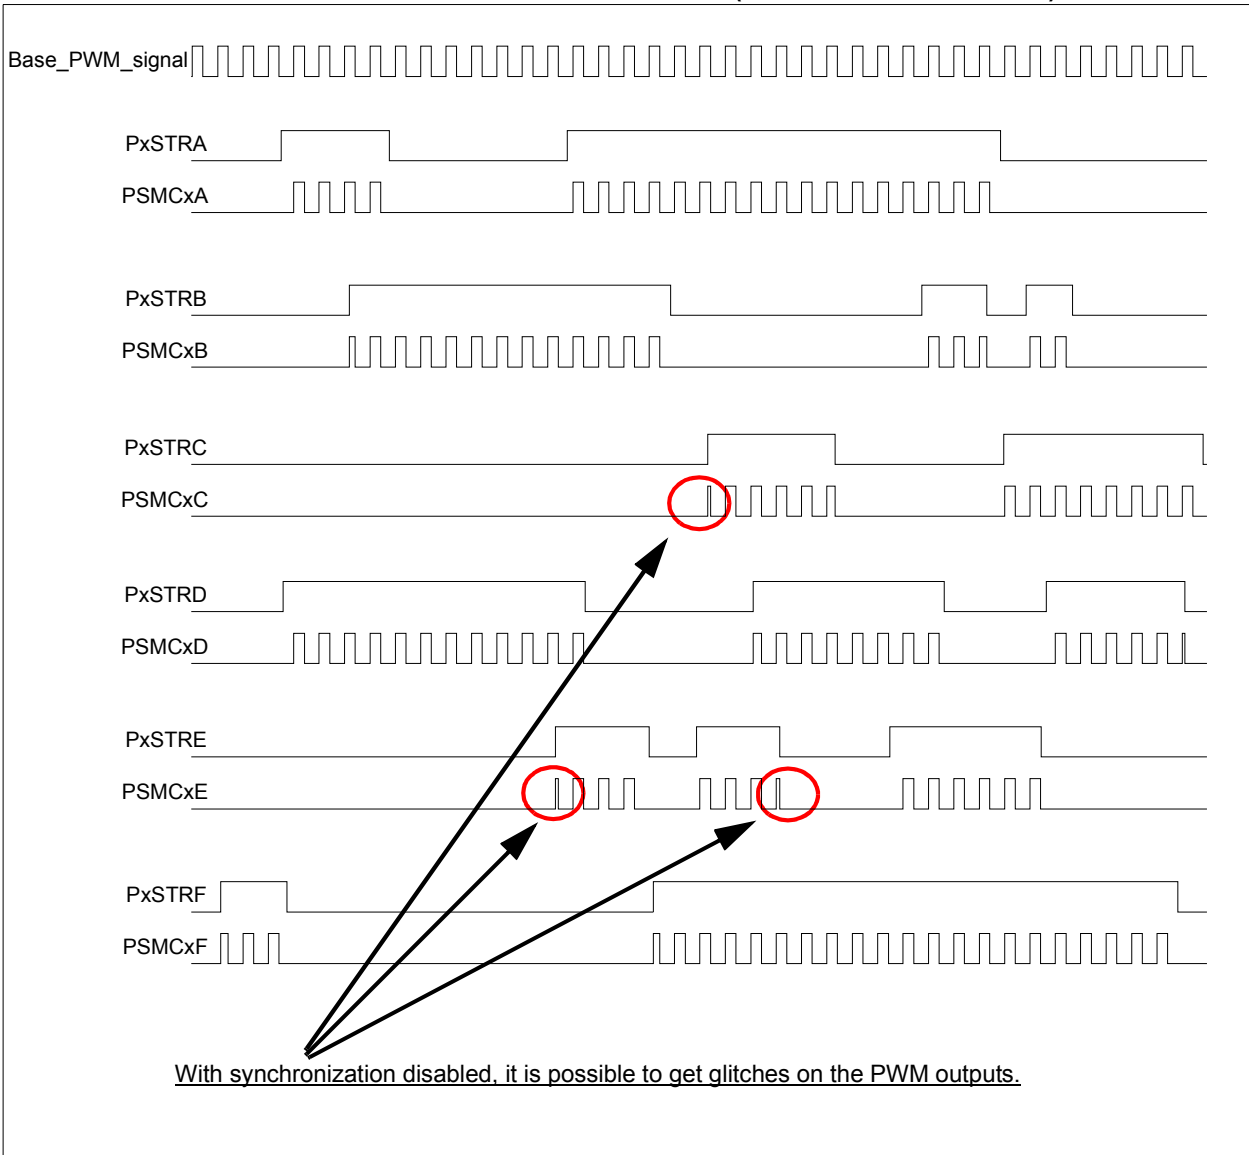 Base_PWM_signal
PxSTRA
PSMCxA
PxSTRB
PSMCxB
PxSTRC
PSMCxC
PxSTRD
PSMCxD
PxSTRE
PSMCxE
PxSTRF
PSMCxF
With synchronization disabled, it is possible to get glitches on the PWM outputs.